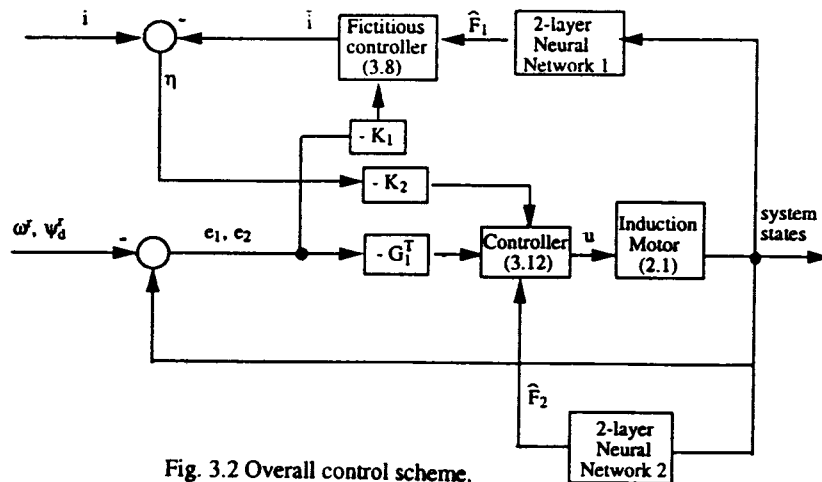 i
-
ī
Fictitious
controller
(3.8)
F̂₁
2-layer
Neural
Network 1
η
- K₁
- K₂
ωʳ, ψ_dʳ
-
e₁, e₂
- G₁ᵀ
Controller
(3.12)
u
Induction
Motor
(2.1)
system
states
F̂₂
2-layer
Neural
Network 2
Fig. 3.2 Overall control scheme.